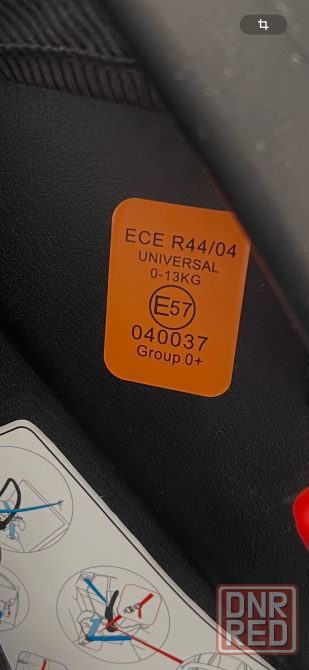 ECE R44/04
UNIVERSAL
0-13KG
E57
040037
Group 0+
DNR
RED